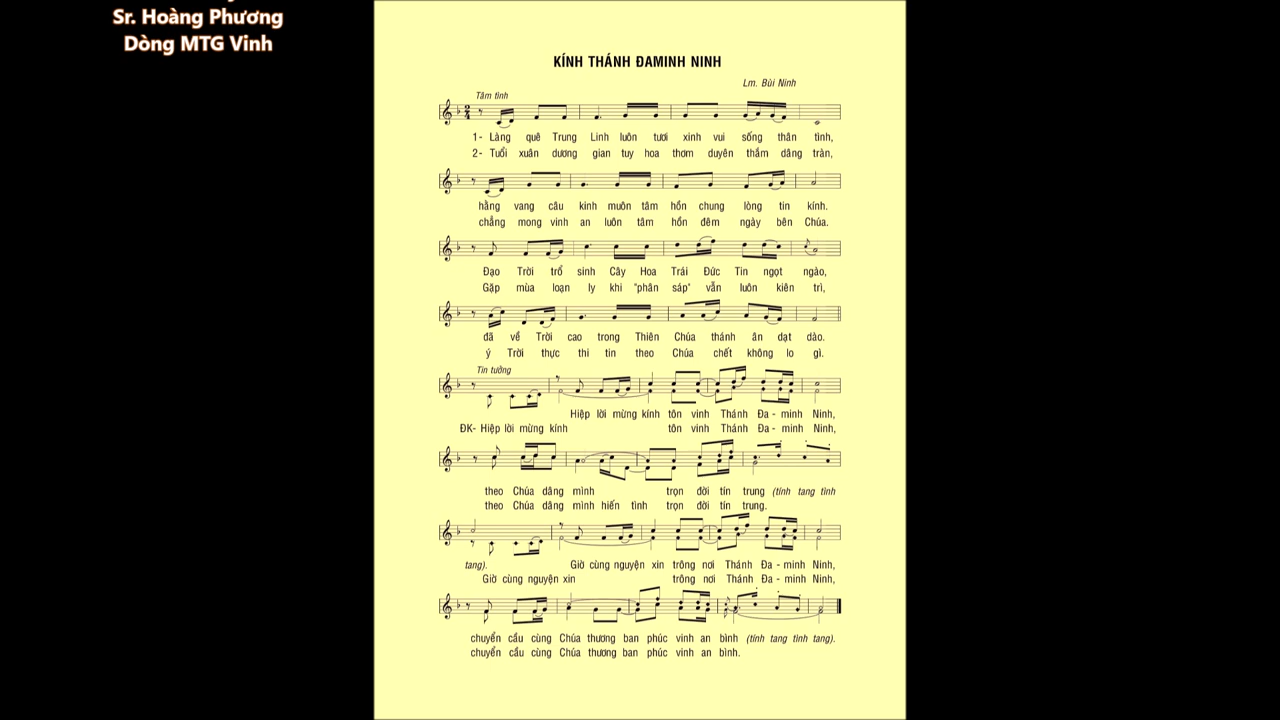 Sr. Hoàng Phương
Dòng MTG Vinh
KÍNH THÁNH ĐAMINH NINH
Lm. Bùi Ninh
Tâm tình
1- Làng quê Trung Linh luôn tươi xinh vui sống thân tình,
2- Tuổi xuân dương gian tuy hoa thơm duyên thắm dâng tràn,
hằng vang câu kinh muôn tâm hồn chung lòng tin kính.
chẳng mong vinh an luôn tâm hồn đêm ngày bên Chúa.
Đạo Trời trổ sinh Cây Hoa Trái Đức Tin ngọt ngào,
Gặp mùa loạn ly khi "phân sáp" vẫn luôn kiên trì,
đã về Trời cao trong Thiên Chúa thánh ân dạt dào.
ý Trời thực thi tin theo Chúa chết không lo gì.
Tin tưởng
Hiệp lời mừng kính tôn vinh Thánh Đa - minh Ninh,
ĐK- Hiệp lời mừng kính tôn vinh Thánh Đa - minh Ninh,
theo Chúa dâng mình trọn đời tín trung (tính tang tình
theo Chúa dâng mình hiến tình trọn đời tín trung.
tang). Giờ cùng nguyện xin trông nơi Thánh Đa - minh Ninh,
Giờ cùng nguyện xin trông nơi Thánh Đa - minh Ninh,
chuyển cầu cùng Chúa thương ban phúc vinh an bình (tính tang tình tang).
chuyển cầu cùng Chúa thương ban phúc vinh an bình.